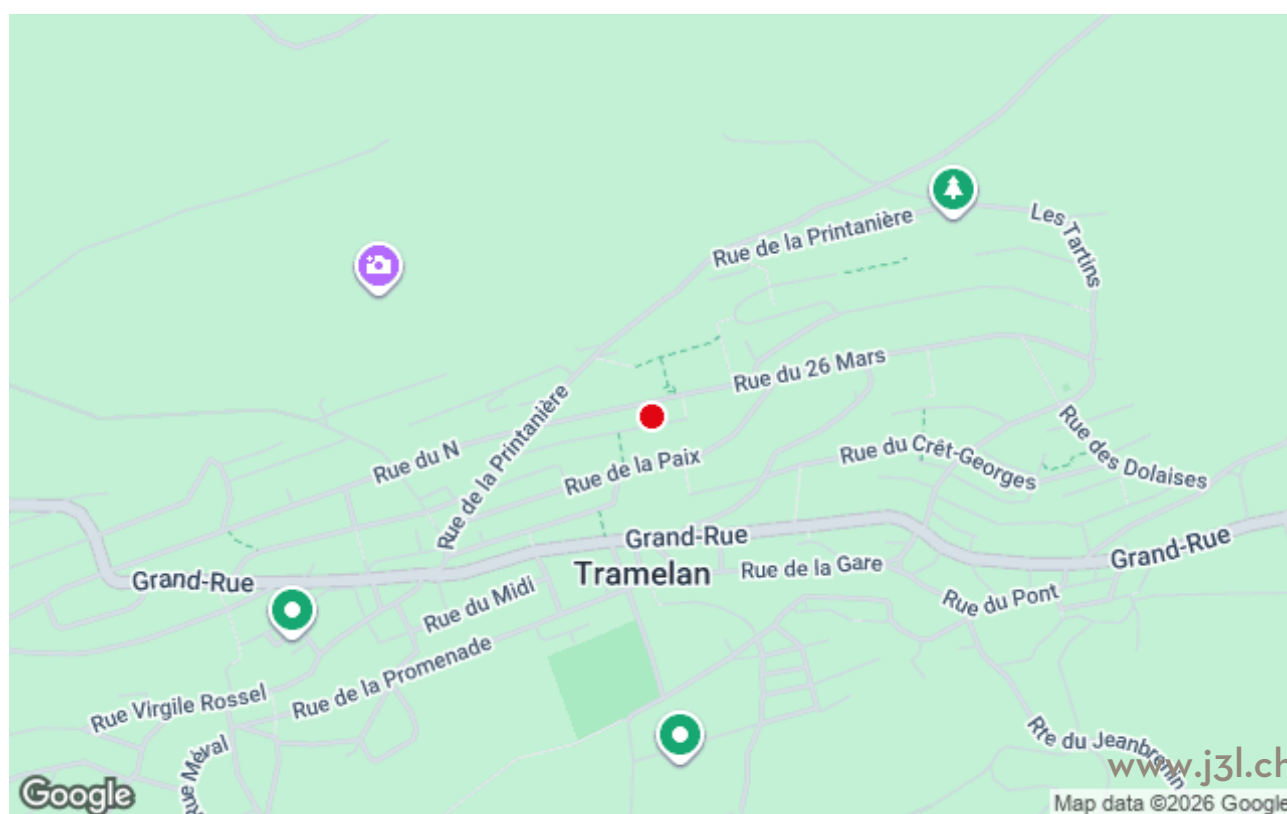 Rue de la Printanière
Les Tartins
Rue du 26 Mars
Rue de la Printanière
Rue du N
Rue de la Paix
Rue du Crêt-Georges
Rue des Dolaises
Grand-Rue
Grand-Rue
Grand-Rue
Tramelan
Rue de la Gare
Rue du Midi
Rue du Pont
Rue de la Promenade
Rue Virgile Rossel
Rue Méval
Rte du Jeanbrenin
www.j3l.ch
Google
Map data ©2026 Google